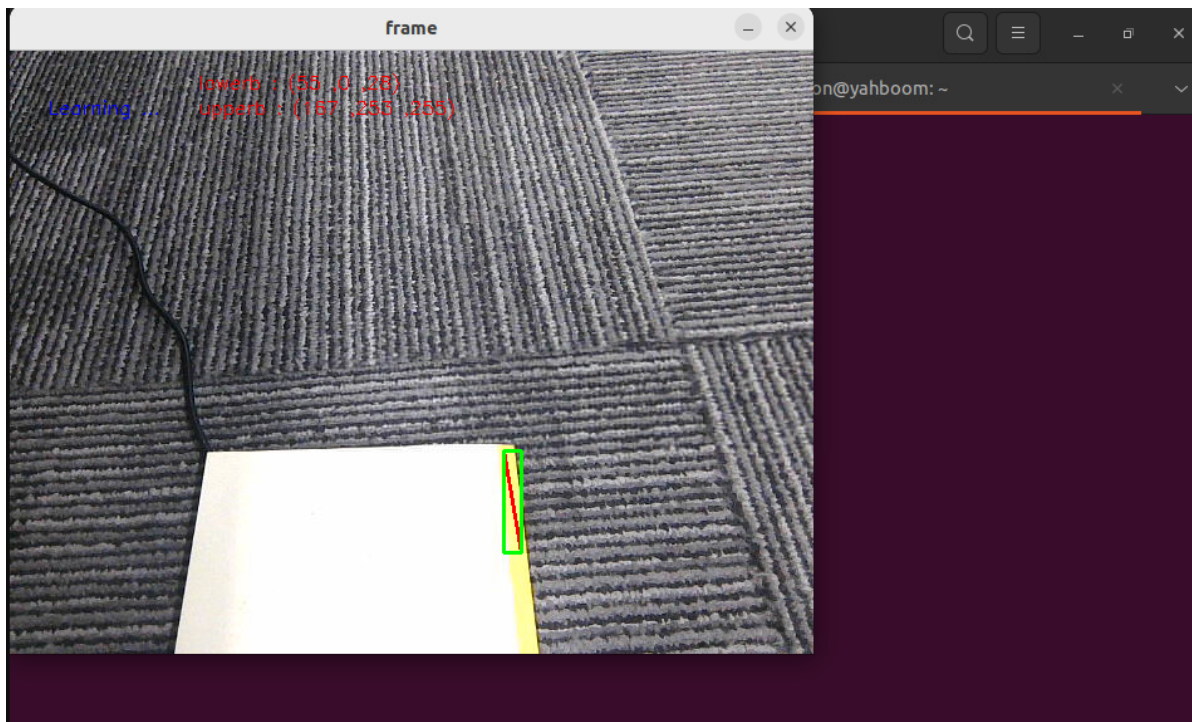 frame
on@yahboom: ~
lowerb : (55 ,0 ,28)
Learning ...
upperb : (167 ,253 ,255)